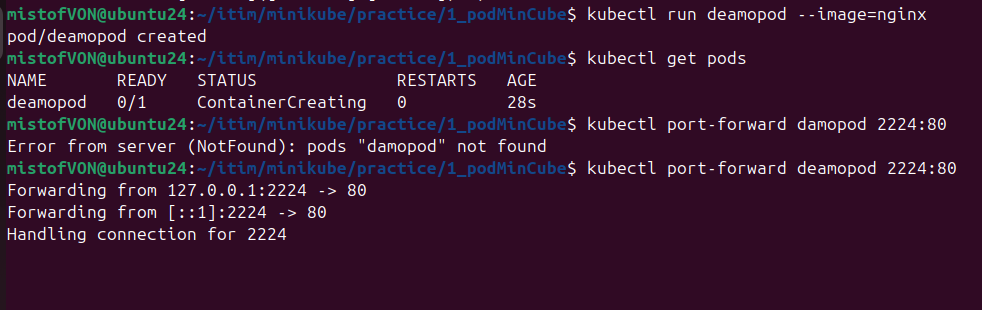 mistofVON@ubuntu24:~/itim/minikube/practice/1_podMinCube$ kubectl run deamopod --image=nginx
pod/deamopod created
mistofVON@ubuntu24:~/itim/minikube/practice/1_podMinCube$ kubectl get pods
NAME       READY   STATUS              RESTARTS   AGE
deamopod   0/1     ContainerCreating   0          28s
mistofVON@ubuntu24:~/itim/minikube/practice/1_podMinCube$ kubectl port-forward damopod 2224:80
Error from server (NotFound): pods "damopod" not found
mistofVON@ubuntu24:~/itim/minikube/practice/1_podMinCube$ kubectl port-forward deamopod 2224:80
Forwarding from 127.0.0.1:2224 -> 80
Forwarding from [::1]:2224 -> 80
Handling connection for 2224